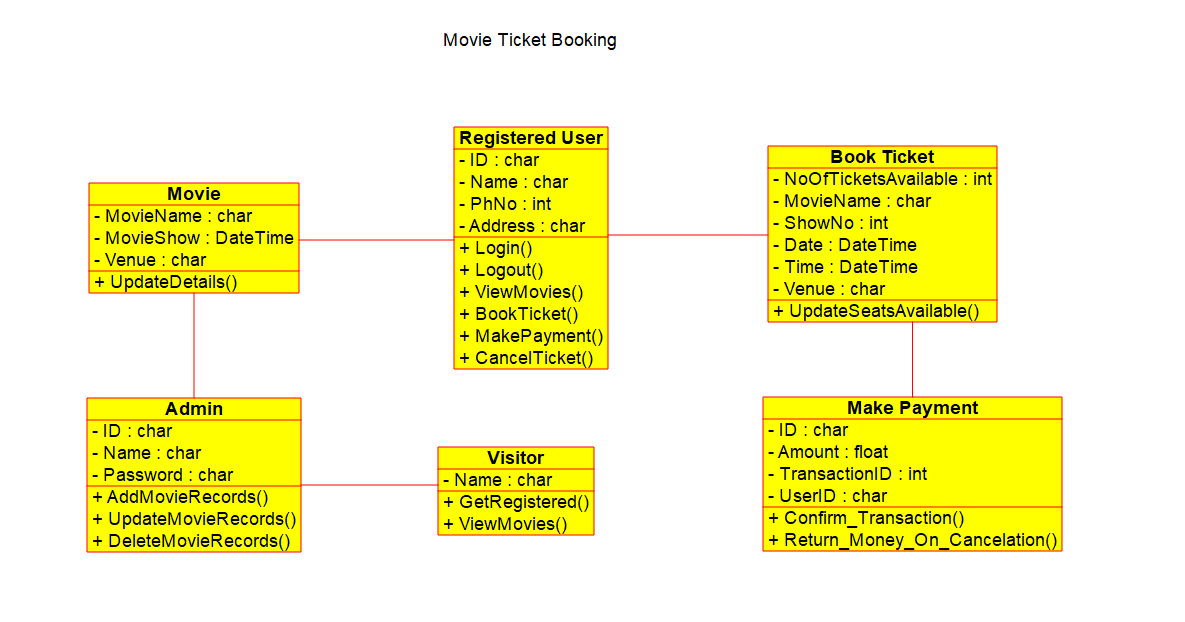 Movie Ticket Booking
Movie
- MovieName : char
- MovieShow : DateTime
- Venue : char
+ UpdateDetails()
Registered User
- ID : char
- Name : char
- PhNo : int
- Address : char
+ Login()
+ Logout()
+ ViewMovies()
+ BookTicket()
+ MakePayment()
+ CancelTicket()
Book Ticket
- NoOfTicketsAvailable : int
- MovieName : char
- ShowNo : int
- Date : DateTime
- Time : DateTime
- Venue : char
+ UpdateSeatsAvailable()
Admin
- ID : char
- Name : char
- Password : char
+ AddMovieRecords()
+ UpdateMovieRecords()
+ DeleteMovieRecords()
Visitor
- Name : char
+ GetRegistered()
+ ViewMovies()
Make Payment
- ID : char
- Amount : float
- TransactionID : int
- UserID : char
+ Confirm_Transaction()
+ Return_Money_On_Cancelation()